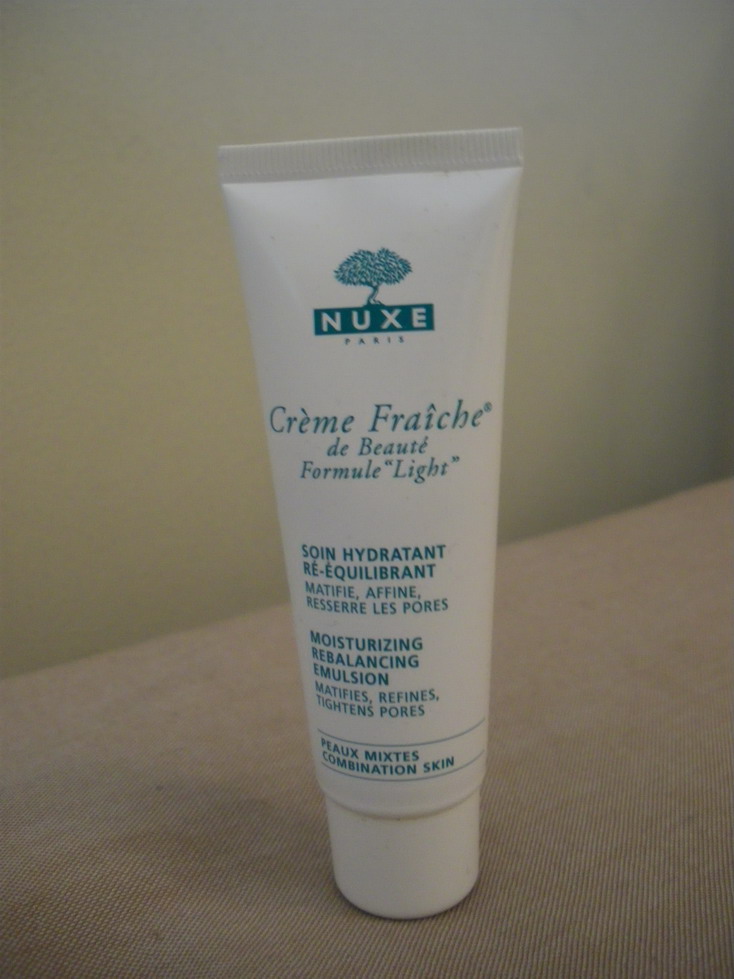 NUXE
PARIS
Crème Fraîche®
de Beauté
Formule "Light"
SOIN HYDRATANT
RÉ-ÉQUILIBRANT
MATIFIE, AFFINE,
RESSERRE LES PORES
MOISTURIZING
REBALANCING
EMULSION
MATIFIES, REFINES,
TIGHTENS PORES
PEAUX MIXTES
COMBINATION SKIN